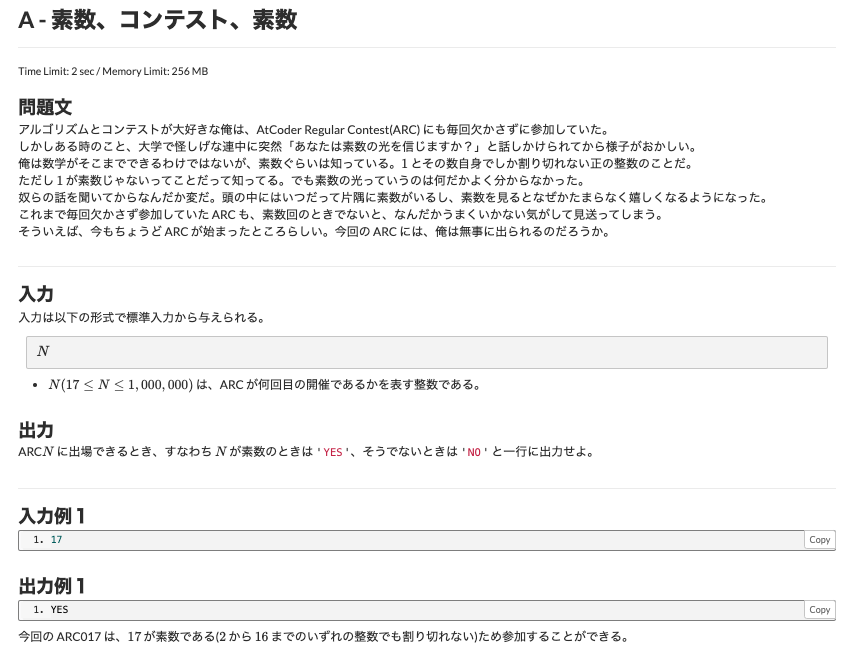 A - 素数、コンテスト、素数
Time Limit: 2 sec / Memory Limit: 256 MB
問題文
アルゴリズムとコンテストが大好きな俺は、AtCoder Regular Contest(ARC) にも毎回欠かさずに参加していた。
しかしある時のこと、大学で怪しげな連中に突然「あなたは素数の光を信じますか？」と話しかけられてから様子がおかしい。
俺は数学がそこまでできるわけではないが、素数ぐらいは知っている。1 とその数自身でしか割り切れない正の整数のことだ。
ただし 1 が素数じゃないってことだって知ってる。でも素数の光っていうのは何だかよく分からなかった。
奴らの話を聞いてからなんだか変だ。頭の中にはいつだって片隅に素数がいるし、素数を見るとなぜかたまらなく嬉しくなるようになった。
これまで毎回欠かさず参加していた ARC も、素数回のときでないと、なんだかうまくいかない気がして見送ってしまう。
そういえば、今もちょうど ARC が始まったところらしい。今回の ARC には、俺は無事に出られるのだろうか。
入力
入力は以下の形式で標準入力から与えられる。
N
• N(17 ≤ N ≤ 1,000,000) は、ARC が何回目の開催であるかを表す整数である。
出力
ARCN に出場できるとき、すなわち N が素数のときは 'YES'、そうでないときは 'NO' と一行に出力せよ。
入力例 1
1. 17
Copy
出力例 1
1. YES
Copy
今回の ARC017 は、17 が素数である(2 から 16 までのいずれの整数でも割り切れない)ため参加することができる。